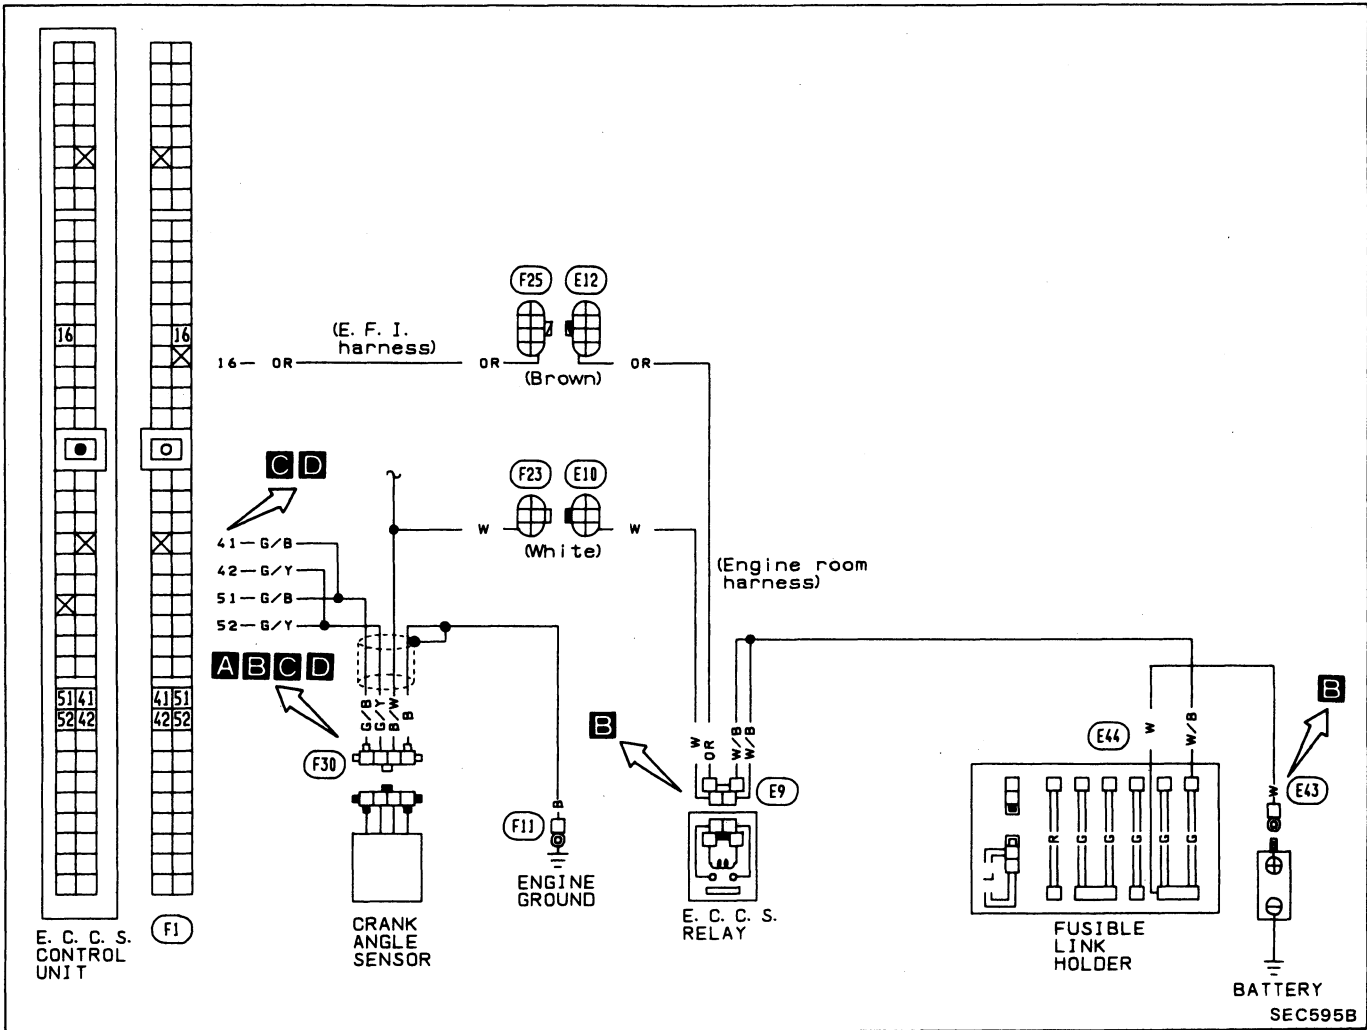 F25
E12
16
16
(E. F. I.
harness)
16— OR
OR
OR
(Brown)
C D
F23
E10
W
W
(White)
41—G/B
42—G/Y
51—G/B
52—G/Y
(Engine room
harness)
A B C D
51 41
52 42
41 51
42 52
G/B
G/Y
B/W
B
F30
B
W
OR
W/B
W/B
E9
E44
W
W/B
B
W
E43
F11
B
R
G
G
G
G
G
L
L
ENGINE
GROUND
E. C. C. S.
CONTROL
UNIT
F1
CRANK
ANGLE
SENSOR
E. C. C. S.
RELAY
FUSIBLE
LINK
HOLDER
BATTERY
SEC595B